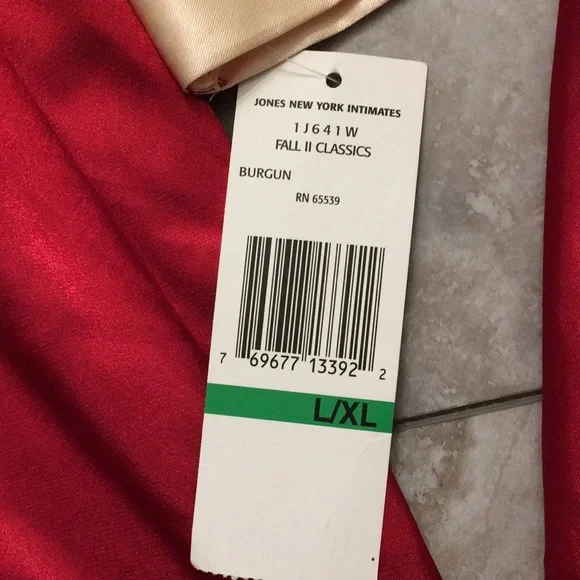 JONES NEW YORK INTIMATES
1J641W
FALL II CLASSICS
BURGUN
RN 65539
7 69677 13392 2
L/XL